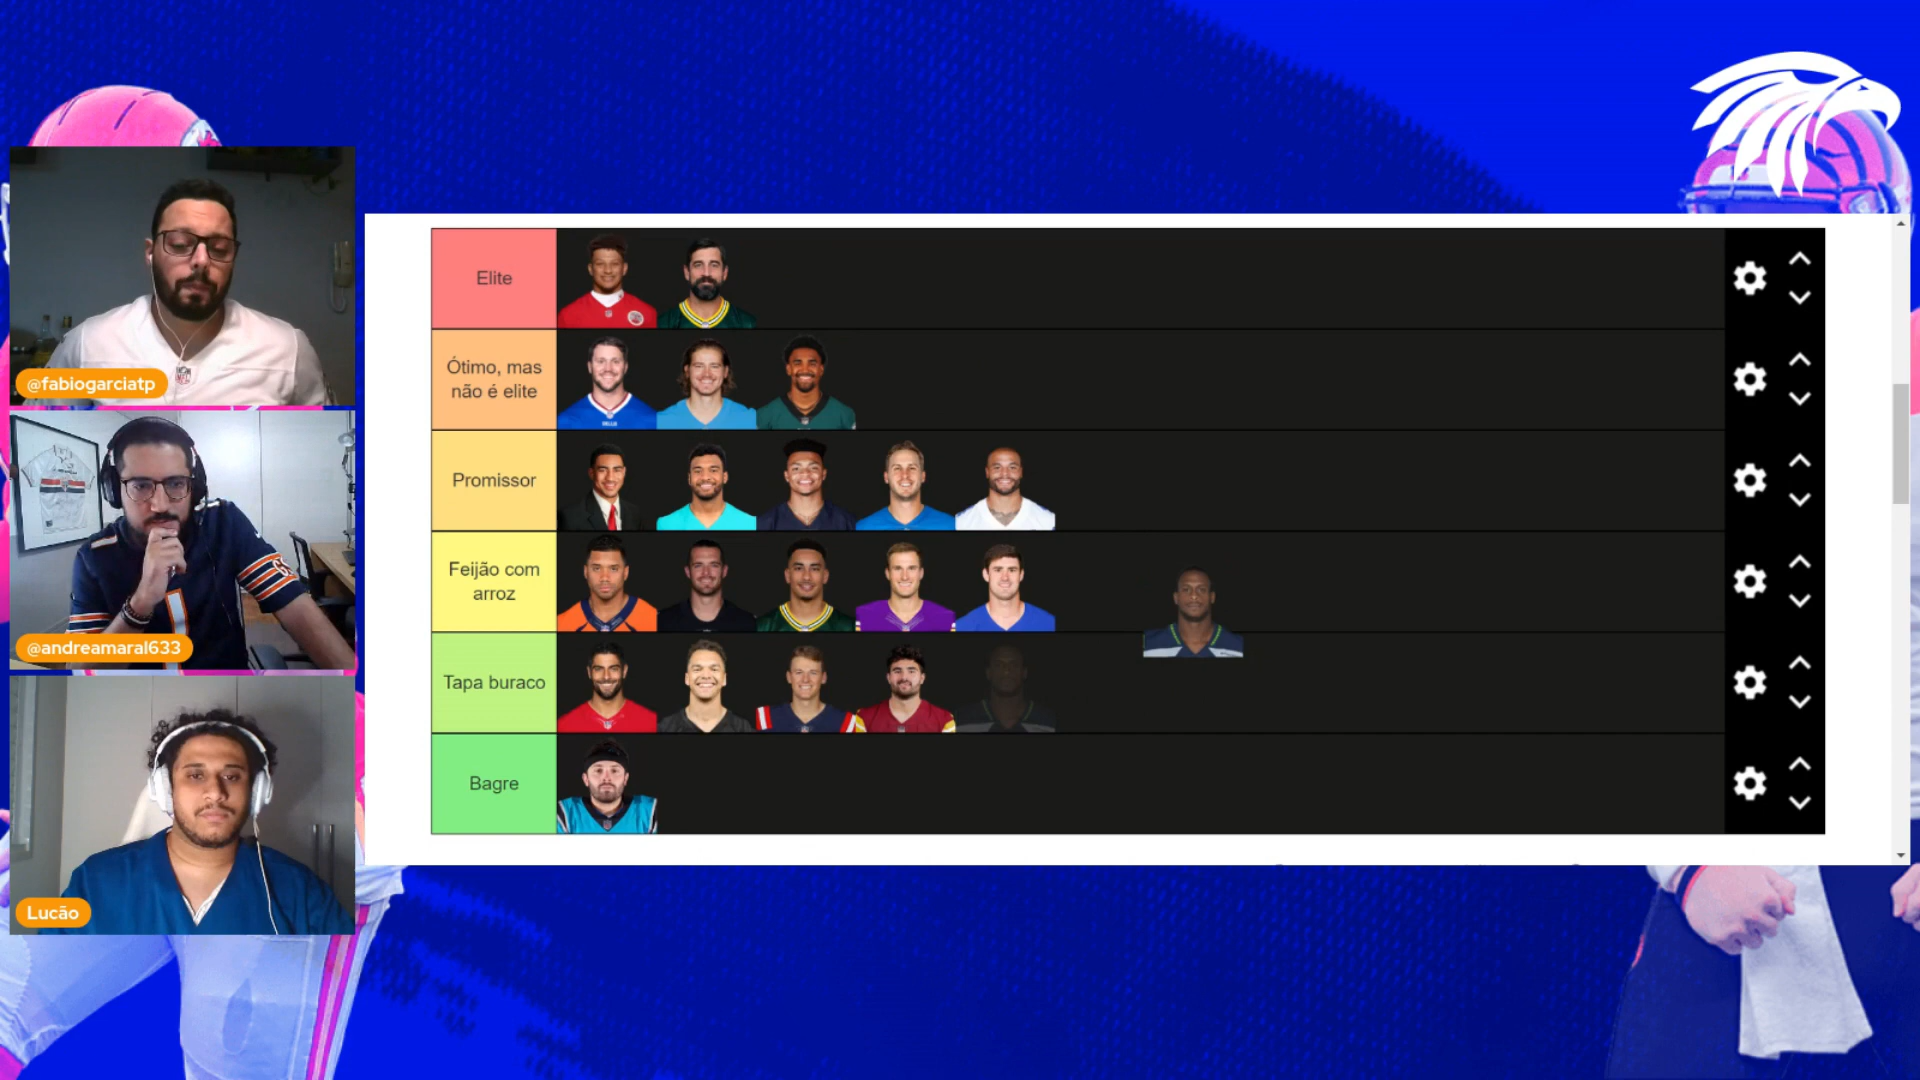 @fabiogarciatp
@andreamaral633
Lucão
Elite
Ótimo, mas
não é elite
Promissor
Feijão com
arroz
Tapa buraco
Bagre